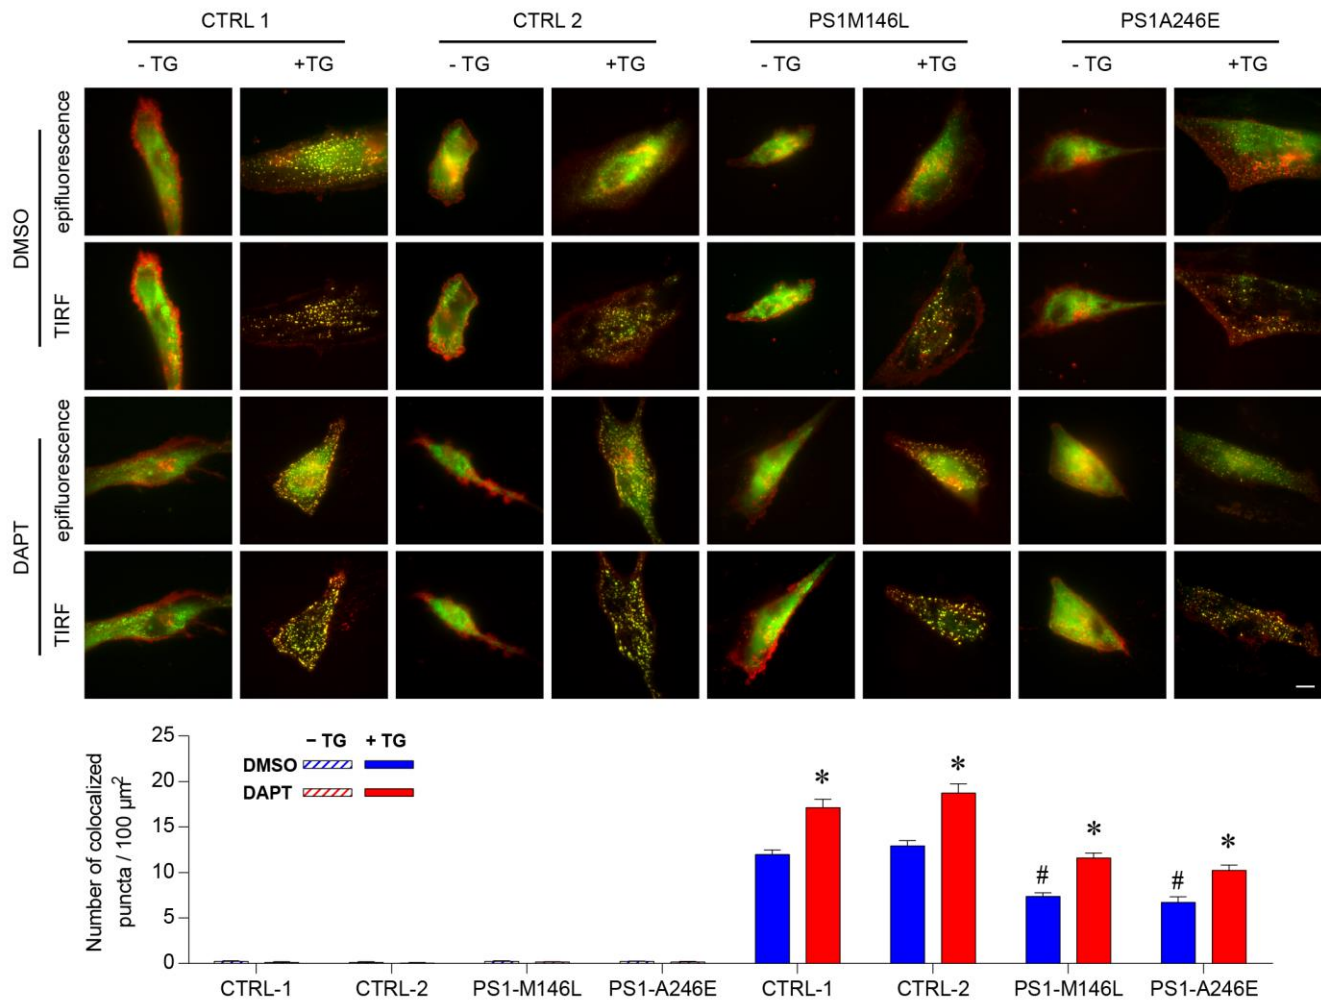 CTRL 1 CTRL 2 PS1M146L PS1A246E
- TG +TG - TG +TG - TG +TG - TG +TG
DMSO
epifluorescence
TIRF
DAPT
epifluorescence
TIRF
Number of colocalized
puncta / 100 µm²
25
20
15
10
5
0
– TG + TG
DMSO
DAPT
* * * *
# #
CTRL-1 CTRL-2 PS1-M146L PS1-A246E CTRL-1 CTRL-2 PS1-M146L PS1-A246E